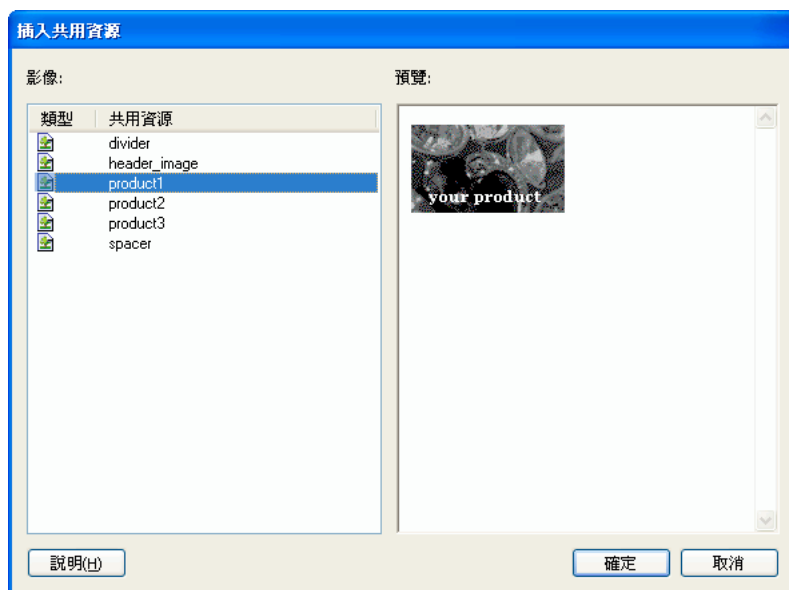 插入共用資源
影像:
預覽:
類型 共用資源
divider
header_image
product1
product2
product3
spacer
your product
說明(H)
確定
取消